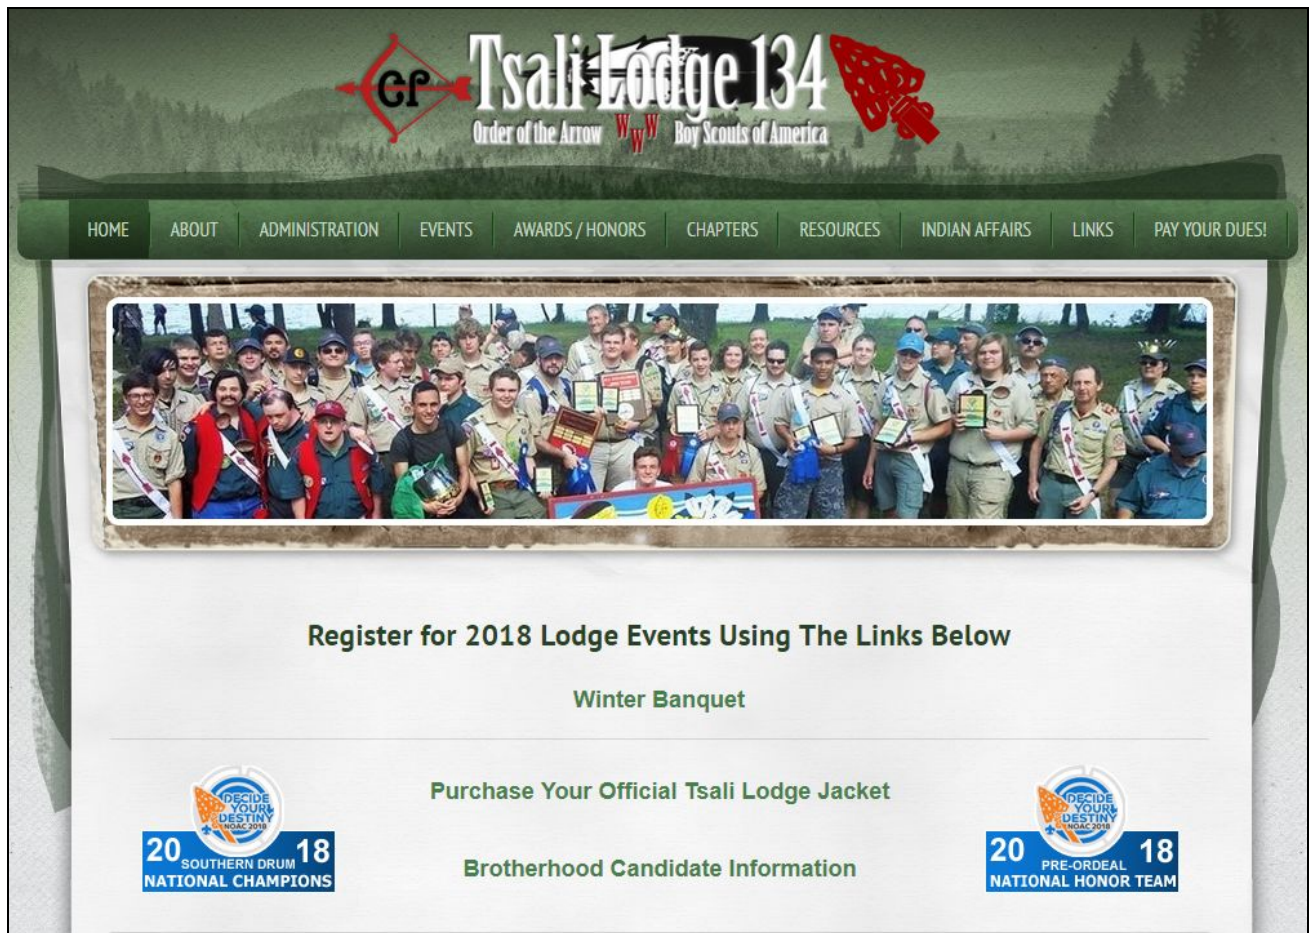 Tsali Lodge 134
Order of the Arrow WWW Boy Scouts of America
HOME ABOUT ADMINISTRATION EVENTS AWARDS / HONORS CHAPTERS RESOURCES INDIAN AFFAIRS LINKS PAY YOUR DUES!
Register for 2018 Lodge Events Using The Links Below
Winter Banquet
Purchase Your Official Tsali Lodge Jacket
Brotherhood Candidate Information
DECIDE
YOUR
DESTINY
NOAC 2018
20 SOUTHERN DRUM 18
NATIONAL CHAMPIONS
DECIDE
YOUR
DESTINY
NOAC 2018
20 PRE-ORDEAL 18
NATIONAL HONOR TEAM